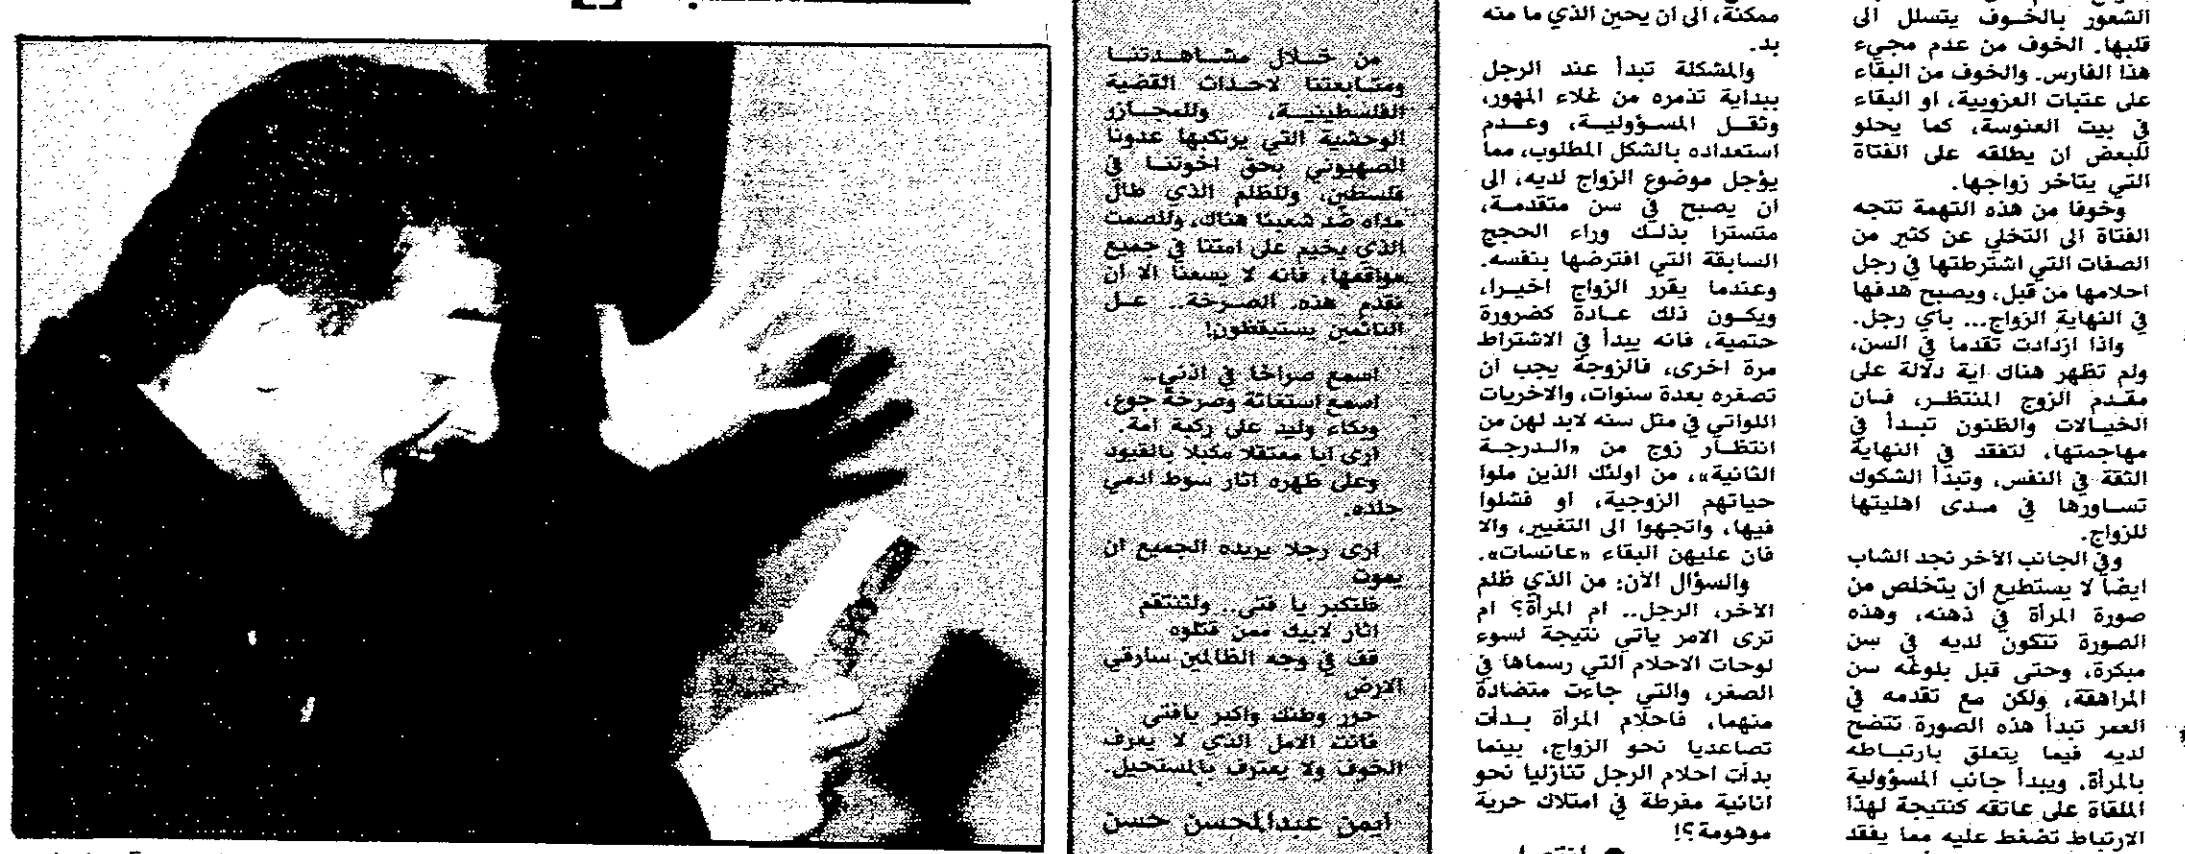 الشعور بالخوف يتسلل الى
قلبها. الخوف من عدم مجيء
هذا الفارس. والخوف من البقاء
على عتبات العزوبية، او البقاء
في بيت العنوسة، كما يحلو
للبعض ان يطلقه على الفتاة
التي يتاخر زواجها.
وخوفا من هذه التهمة تتجه
الفتاة الى التخلي عن كثير من
الصفات التي اشترطتها في رجل
احلامها من قبل، ويصبح هدفها
في النهاية الزواج... بأي رجل.
واذا ازدادت تقدما في السن،
ولم تظهر هناك اية دلالة على
مقدم الزوج المنتظر، فان
الخيالات والظنون تبدأ في
مهاجمتها، لتفقد في النهاية
الثقة في النفس، وتبدأ الشكوك
تساورها في مدى اهليتها
للزواج.
وفي الجانب الآخر نجد الشاب
ايضا لا يستطيع ان يتخلص من
صورة المرأة في ذهنه، وهذه
الصورة تتكون لديه في سن
مبكرة، وحتى قبل بلوغه سن
المراهقة، ولكن مع تقدمه في
العمر تبدأ هذه الصورة تتضح
لديه فيما يتعلق بارتباطه
بالمرأة. ويبدأ جانب المسؤولية
الملقاة على عاتقه كنتيجة لهذا
الارتباط تضغط عليه مما يفقد
ممكنة، الى ان يحين الذي ما منه
بد.
والمشكلة تبدأ عند الرجل
ببداية تذمره من غلاء المهور،
وثقل المسؤولية، وعدم
استعداده بالشكل المطلوب، مما
يؤجل موضوع الزواج لديه، الى
ان يصبح في سن متقدمة،
متسترا بذلك وراء الحجج
السابقة التي افترضها بنفسه.
وعندما يقرر الزواج اخيرا،
ويكون ذلك عادة كضرورة
حتمية، فانه يبدأ في الاشتراط
مرة اخرى، فالزوجة يجب أن
تصغره بعدة سنوات، والاخريات
اللواتي في مثل سنه لابد لهن من
انتظار زوج من «الدرجة
الثانية»، من اولئك الذين ملوا
حياتهم الزوجية، او فشلوا
فيها، واتجهوا الى التغيير، والا
فان عليهن البقاء «عانسات».
والسؤال الآن: من الذي ظلم
الآخر، الرجل.. ام المرأة؟ ام
ترى الامر ياتي نتيجة لسوء
لوحات الاحلام التي رسماها في
الصغر، والتي جاءت متضادة
منهما، فاحلام المرأة بدأت
تصاعديا نحو الزواج، بينما
بدأت احلام الرجل تنازليا نحو
انانية مفرطة في امتلاك حرية
موهومة؟!
من خلال مشاهدتنا
ومتابعتنا لاحداث القضية
الفلسطينية، وللمجازر
الوحشية التي يرتكبها عدونا
الصهيوني بحق اخوتنا في
فلسطين، وللظلم الذي طال
مداه ضد شعبنا هناك، وللصمت
الذي يخيم على امتنا في جميع
مواقعها، فانه لا يسعنا الا ان
نقدم هذه الصرخة.. عل
النائمين يستيقظون!
اسمع صراخا في اذني..
اسمع استغاثة وصرخة جوع،
وبكاء وليد على ركبة امه.
ارى ابا معتقلا مكبلا بالقيود
وعلى ظهره آثار سوط ادمى
جلده.
ارى رجلا يريده الجميع ان
يموت
فلتكبر يا فتى.. ولتنتقم
اثار لابيك ممن قتلوه
قف في وجه الظالمين سارقي
الارض
حرر وطنك واكبر يافتى
فانت الامل الذي لا يعرف
الخوف ولا يعترف بالمستحيل.
ايمن عبدالمحسن حسن